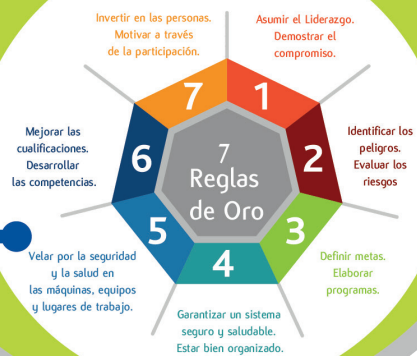 Invertir en las personas.
Motivar a través
de la participación.
Asumir el Liderazgo.
Demostrar el
compromiso.
7
1
Mejorar las
cualificaciones.
Desarrollar
las competencias.
6
7
Reglas
de Oro
2
Identificar los
peligros.
Evaluar los
riesgos
5
4
3
Velar por la seguridad
y la salud en
las máquinas, equipos
y lugares de trabajo.
Definir metas.
Elaborar
programas.
Garantizar un sistema
seguro y saludable.
Estar bien organizado.